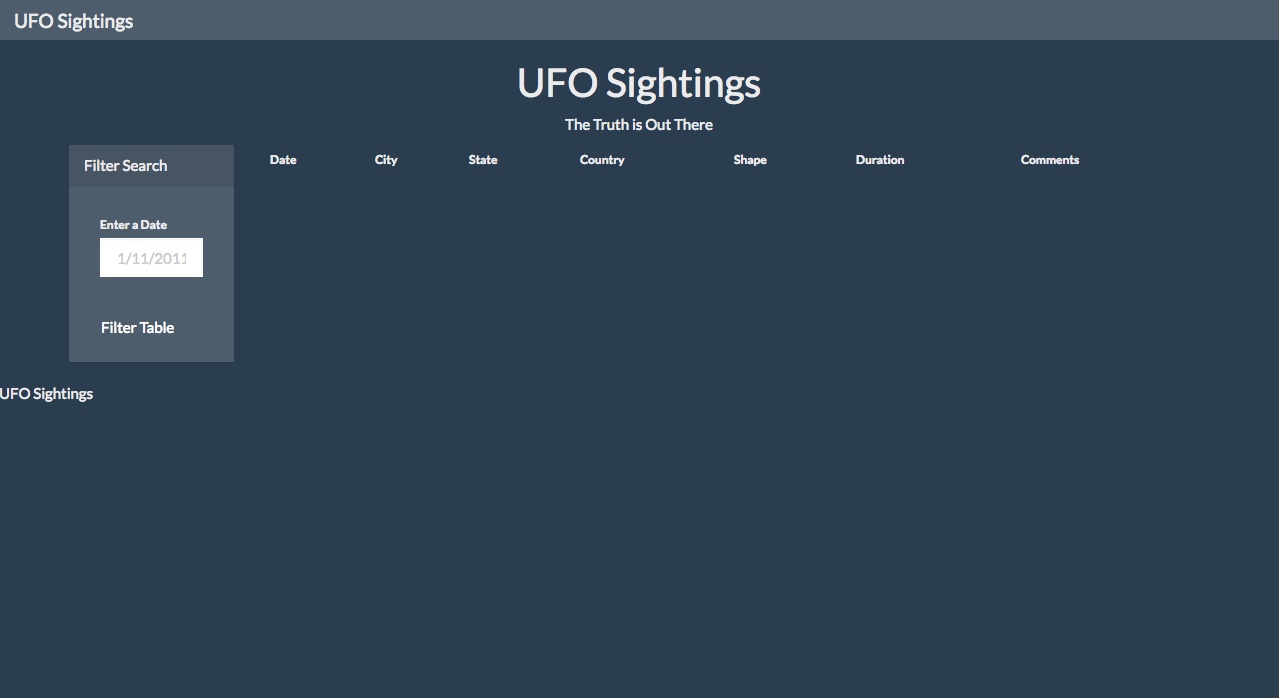 UFO Sightings
UFO Sightings
The Truth is Out There
Filter Search
Date City State Country Shape Duration Comments
Enter a Date
1/11/2011
Filter Table
UFO Sightings